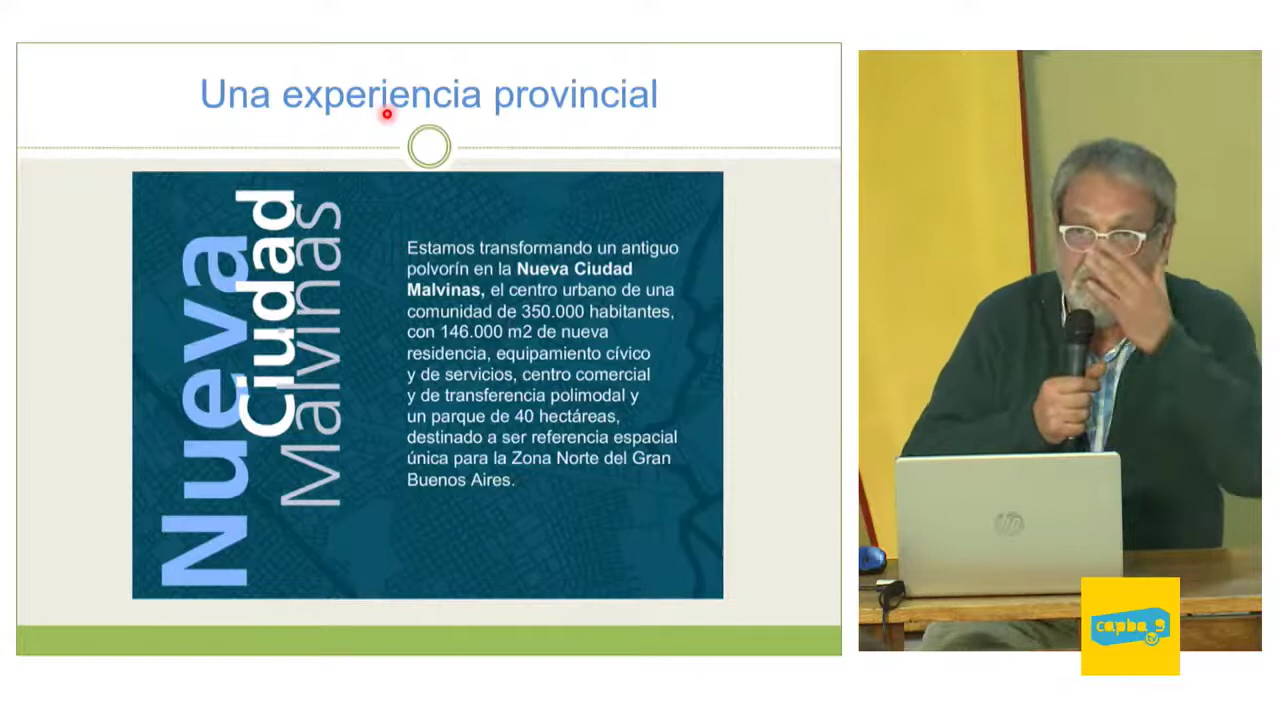 Una experiencia provincial
Nueva
Ciudad
Malvinas
Estamos transformando un antiguo
polvorín en la Nueva Ciudad
Malvinas, el centro urbano de una
comunidad de 350.000 habitantes,
con 146.000 m2 de nueva
residencia, equipamiento cívico
y de servicios, centro comercial
y de transferencia polimodal y
un parque de 40 hectáreas,
destinado a ser referencia espacial
única para la Zona Norte del Gran
Buenos Aires.
hp
capba 9
tv